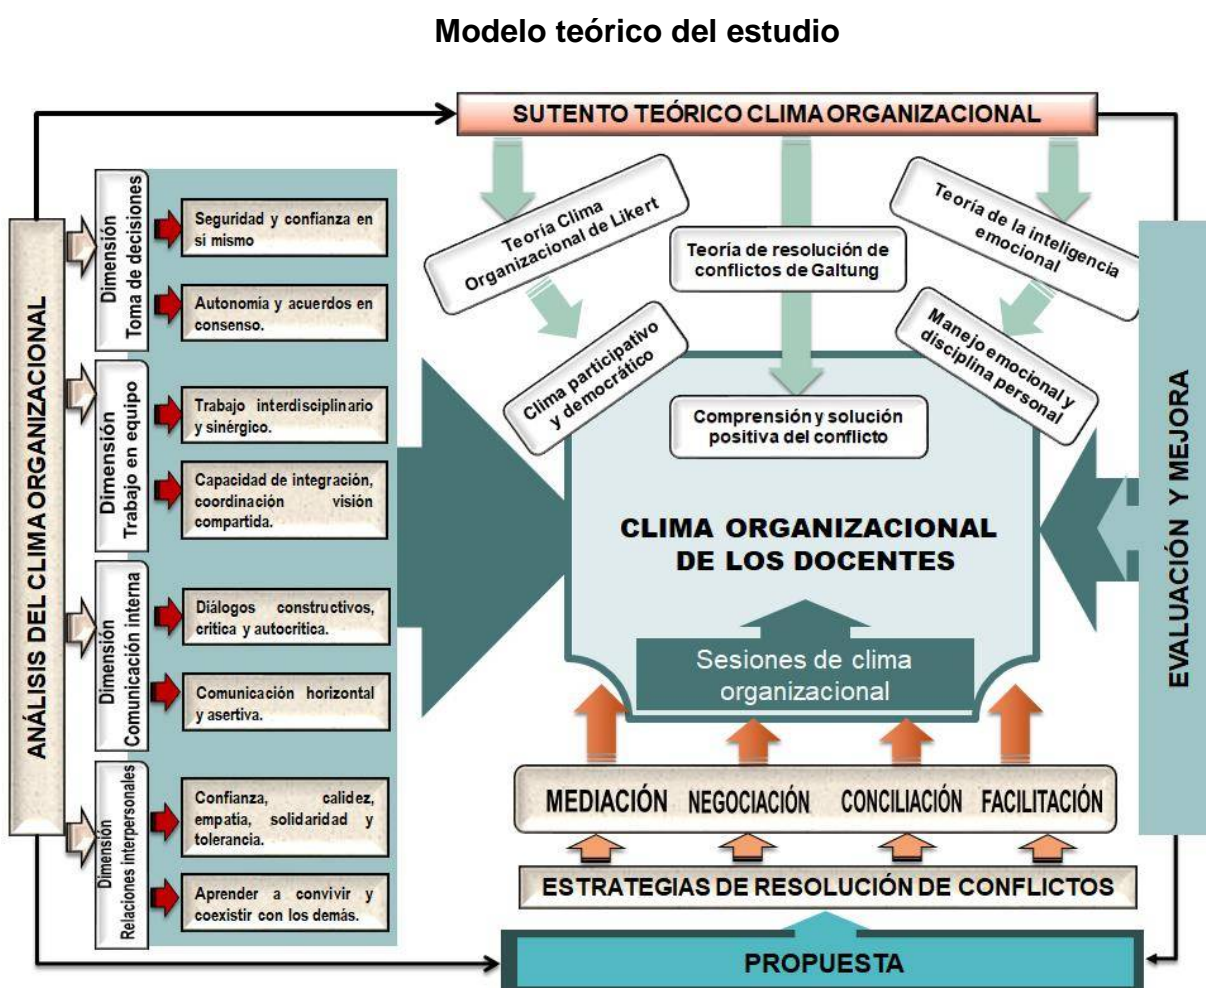 Modelo teórico del estudio
SUTENTO TEÓRICO CLIMA ORGANIZACIONAL
ANÁLISIS DEL CLIMA ORGANIZACIONAL
Dimensión
Toma de decisiones
Seguridad y confianza en
si mismo
Autonomía y acuerdos en
consenso.
Dimensión
Trabajo en equipo
Trabajo interdisciplinario
y sinérgico.
Capacidad de integración,
coordinación visión
compartida.
Dimensión
Comunicación interna
Diálogos constructivos,
critica y autocritica.
Comunicación horizontal
y asertiva.
Dimensión
Relaciones interpersonales
Confianza, calidez,
empatía, solidaridad y
tolerancia.
Aprender a convivir y
coexistir con los demás.
Teoría Clima
Organizacional de Likert
Teoría de resolución de
conflictos de Galtung
Teoría de la inteligencia
emocional
Clima participativo
y democrático
Comprensión y solución
positiva del conflicto
Manejo emocional y
disciplina personal
CLIMA ORGANIZACIONAL
DE LOS DOCENTES
Sesiones de clima
organizacional
MEDIACIÓN NEGOCIACIÓN CONCILIACIÓN FACILITACIÓN
ESTRATEGIAS DE RESOLUCIÓN DE CONFLICTOS
PROPUESTA
EVALUACIÓN Y MEJORA